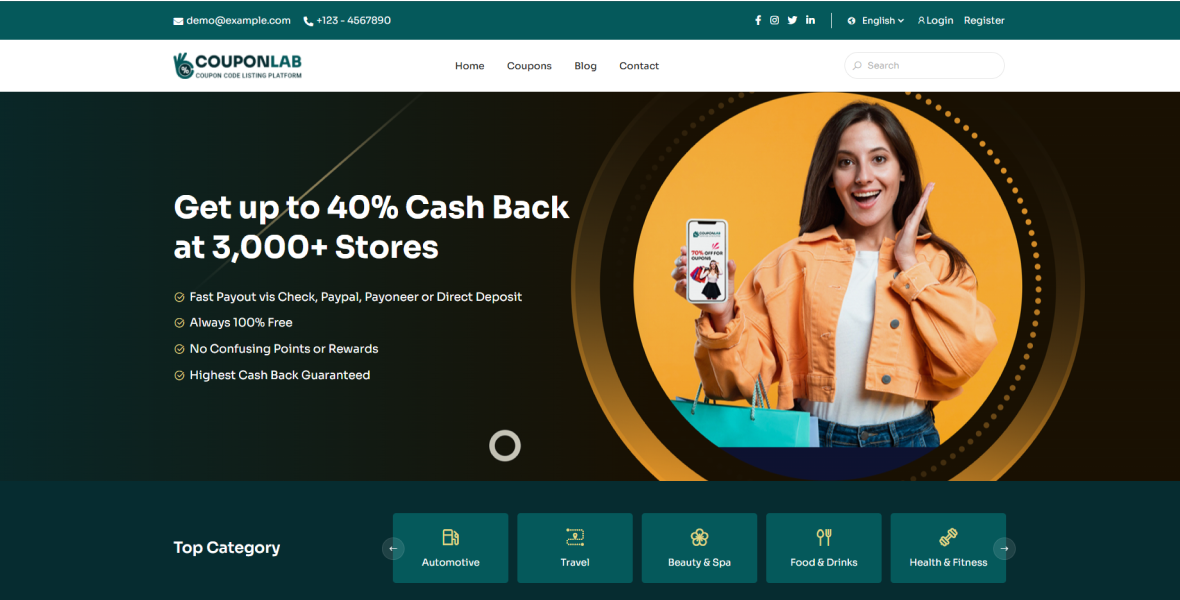 demo@example.com +123 - 4567890 English Login Register
COUPONLAB
COUPON CODE LISTING PLATFORM
Home Coupons Blog Contact Search
Get up to 40% Cash Back
at 3,000+ Stores
Fast Payout vis Check, Paypal, Payoneer or Direct Deposit
Always 100% Free
No Confusing Points or Rewards
Highest Cash Back Guaranteed
COUPONLAB
70% OFF FOR
OUPONS
Top Category
Automotive Travel Beauty & Spa Food & Drinks Health & Fitness